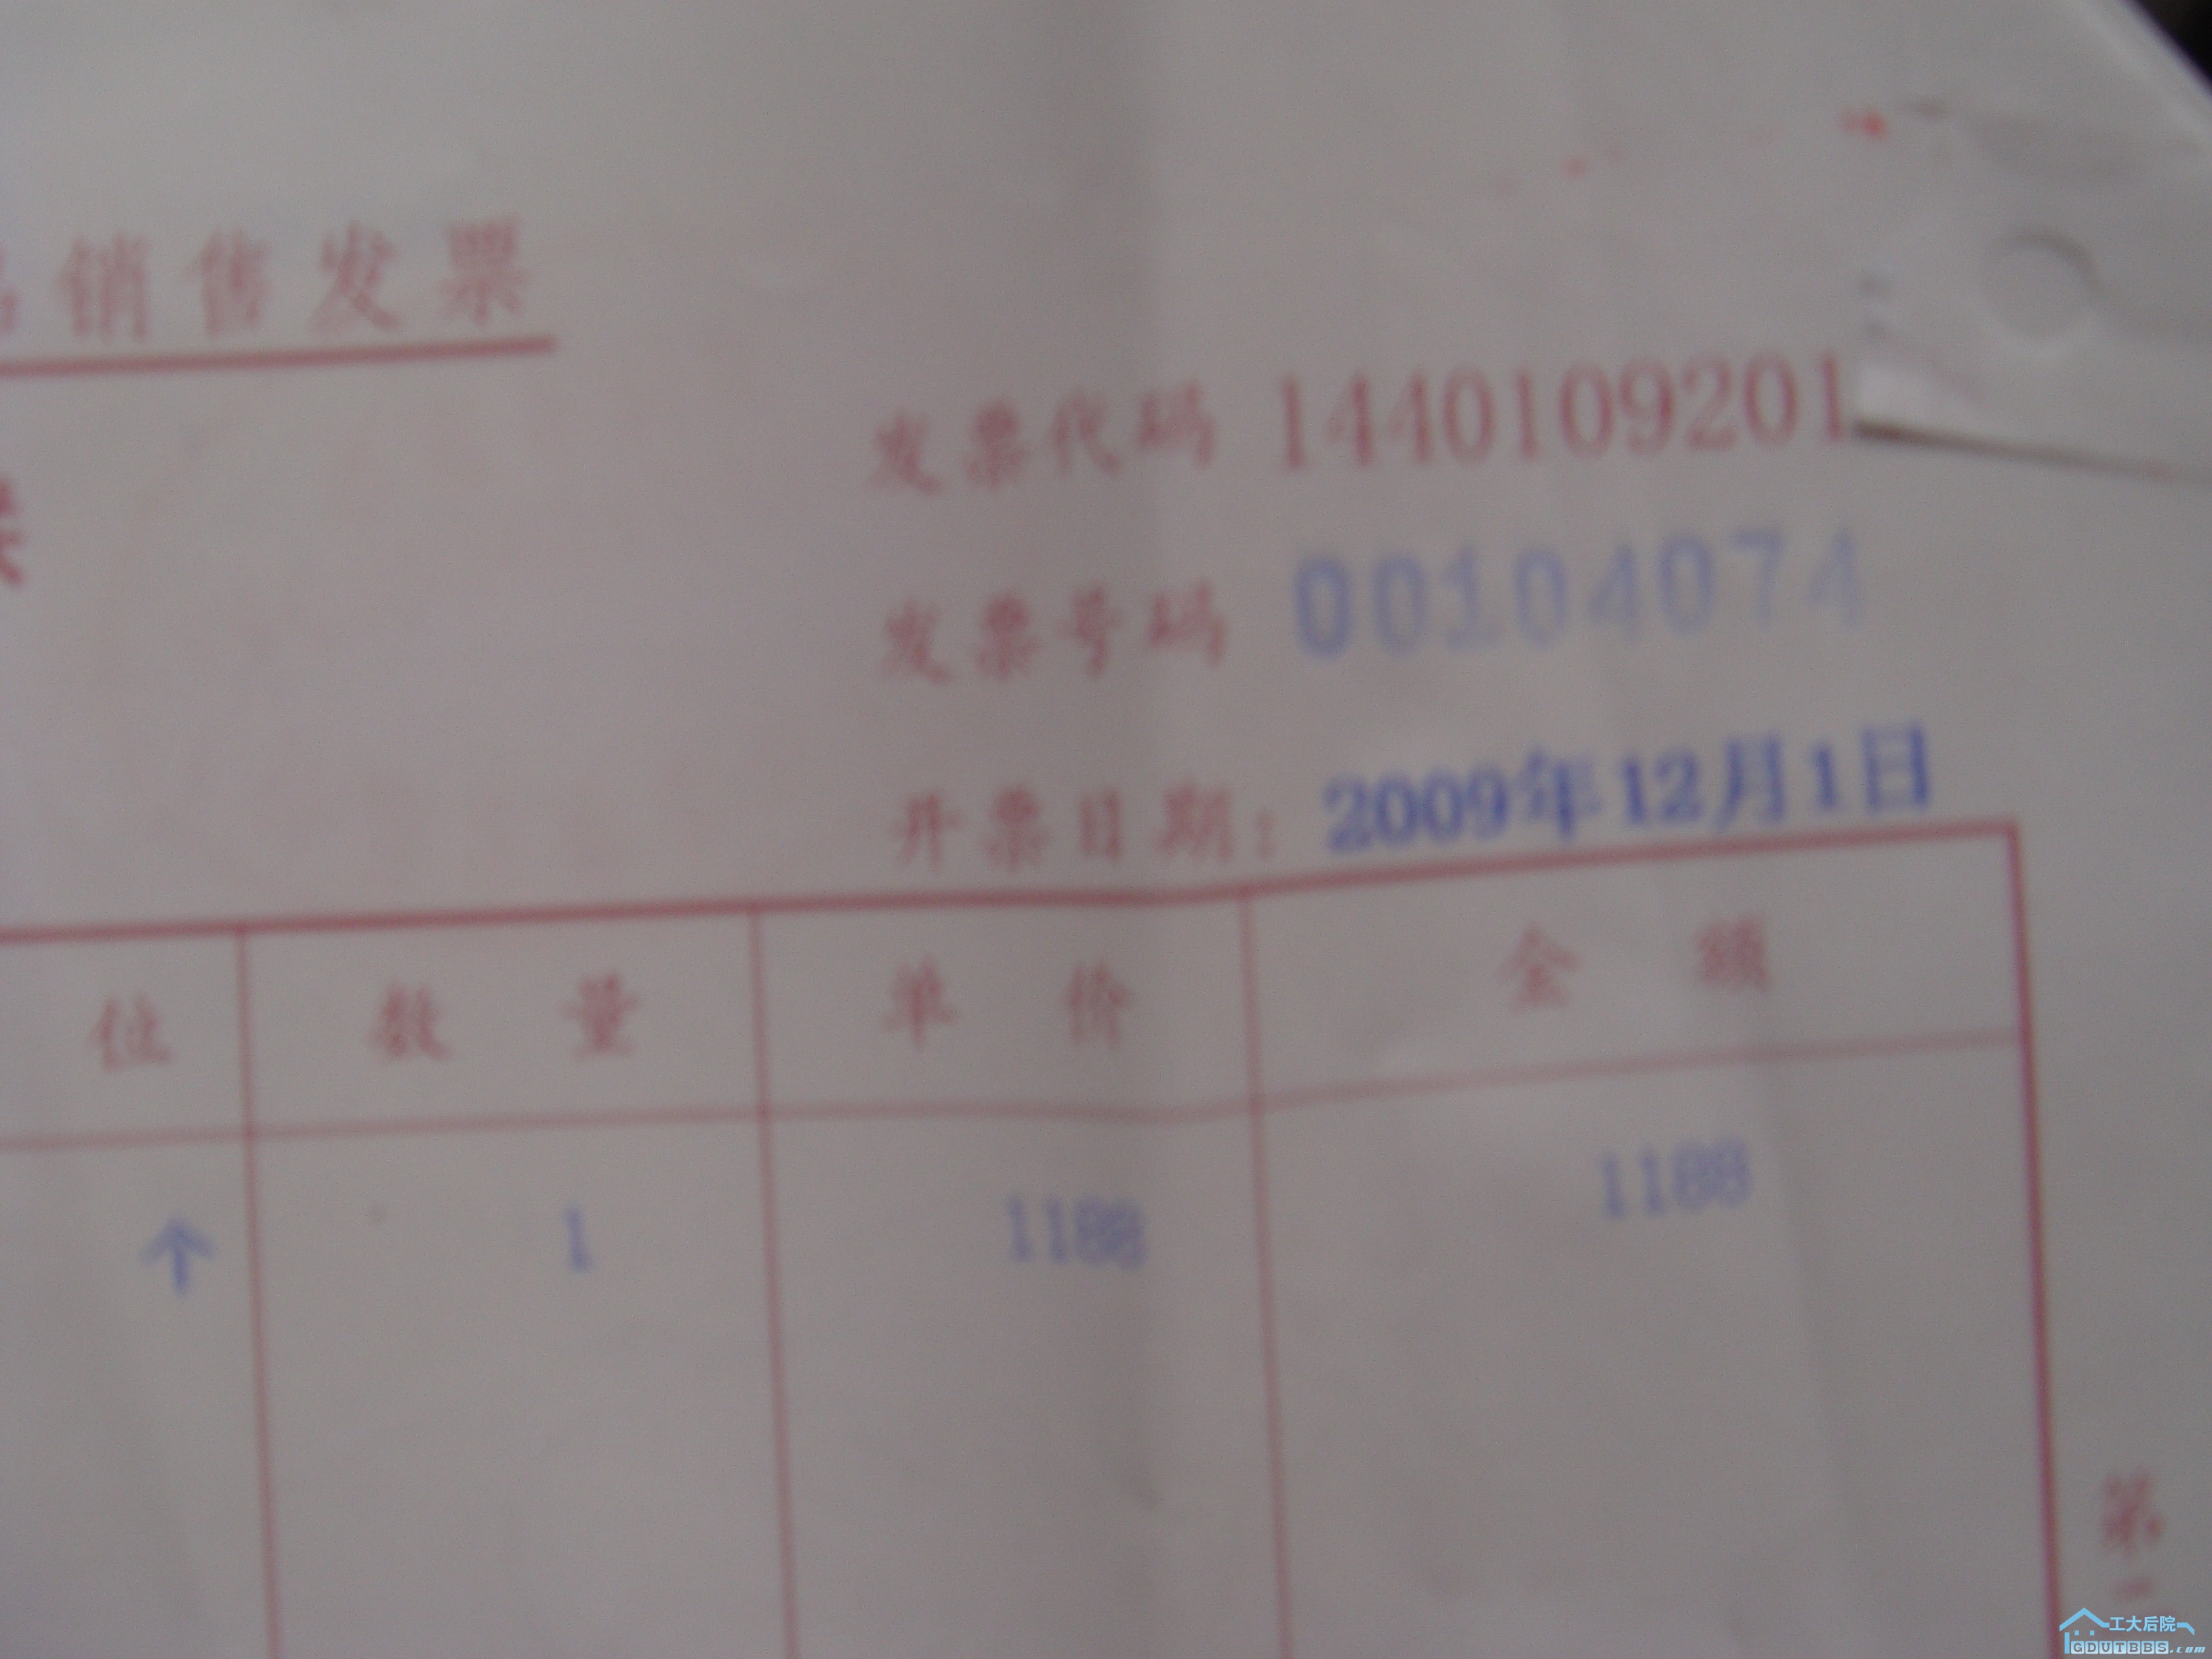 销售发票
发票代码 1440109201
发票号码 00104074
开票日期: 2009年12月1日
位 数量 单价 金额
个 1 1188 1188
第一
工大后院
GDUTBBS.com